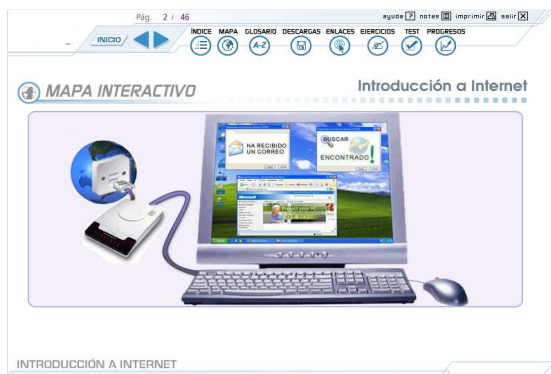 Pág. 2 / 46
ayuda ? notas imprimir salir X
INICIO
ÍNDICE MAPA GLOSARIO DESCARGAS ENLACES EJERCICIOS TEST PROGRESOS
A-Z
MAPA INTERACTIVO
Introducción a Internet
HA RECIBIDO
UN CORREO
BUSCAR
ENCONTRADO!
Microsoft
INTRODUCCIÓN A INTERNET